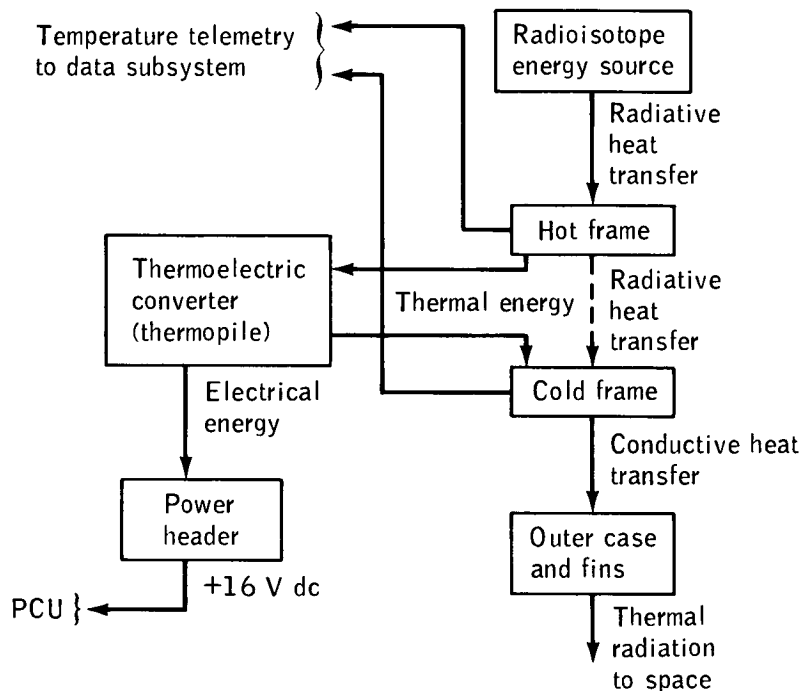 Temperature telemetry
to data subsystem
Radioisotope
energy source
Radiative
heat
transfer
Hot frame
Thermoelectric
converter
(thermopile)
Thermal energy
Radiative
heat
transfer
Cold frame
Electrical
energy
Conductive heat
transfer
Power
header
Outer case
and fins
+16 V dc
PCU
Thermal
radiation
to space